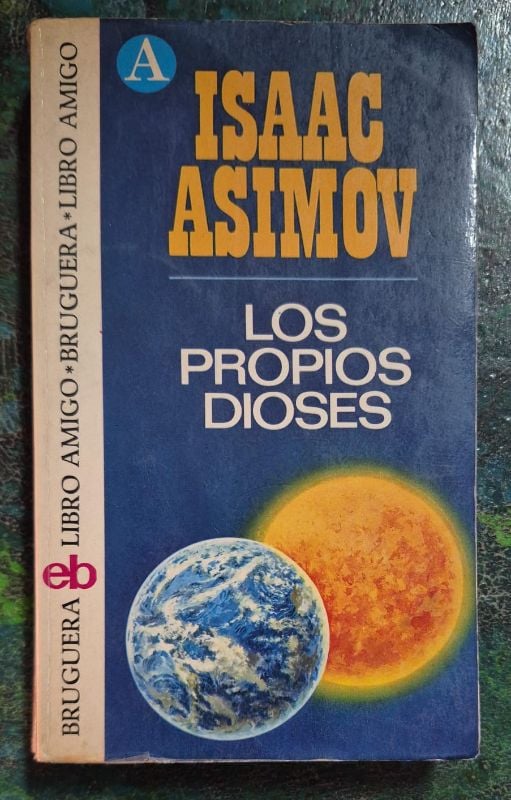 A
ISAAC
ASIMOV
LOS
PROPIOS
DIOSES
BRUGUERA eb LIBRO AMIGO * BRUGUERA * LIBRO AMIGO